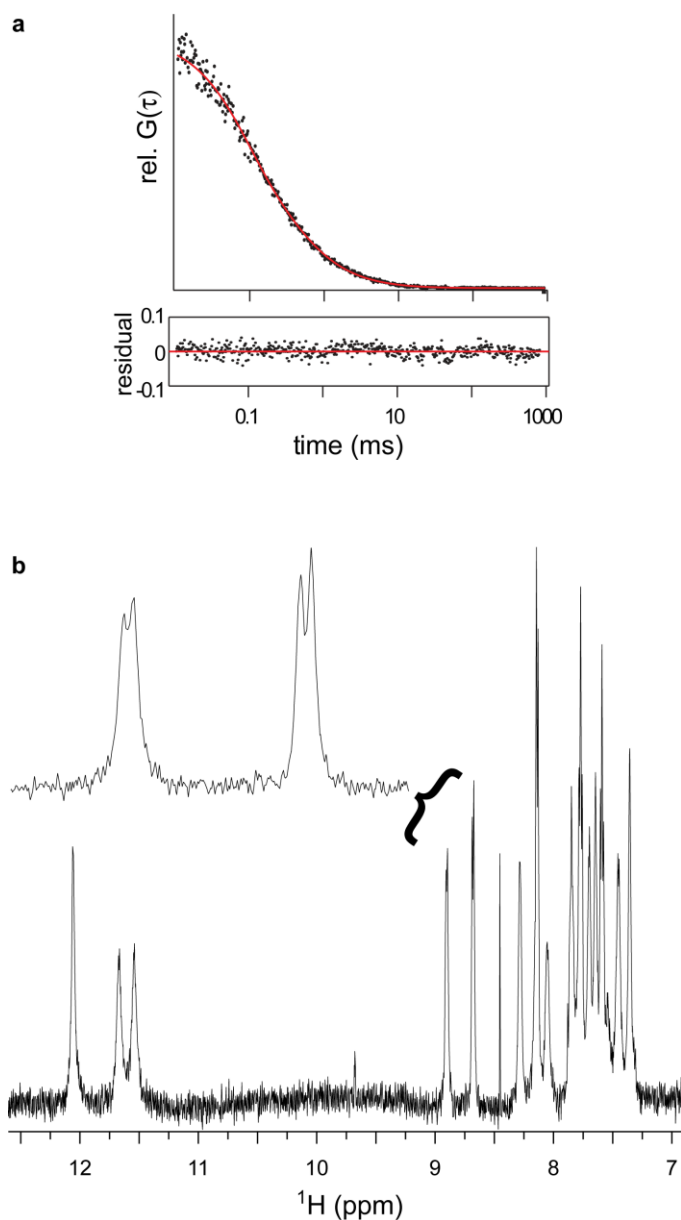 a
rel. G(τ)
0.1
0
-0.1
residual
0.1 10 1000
time (ms)
b
12 11 10 9 8 7
¹H (ppm)